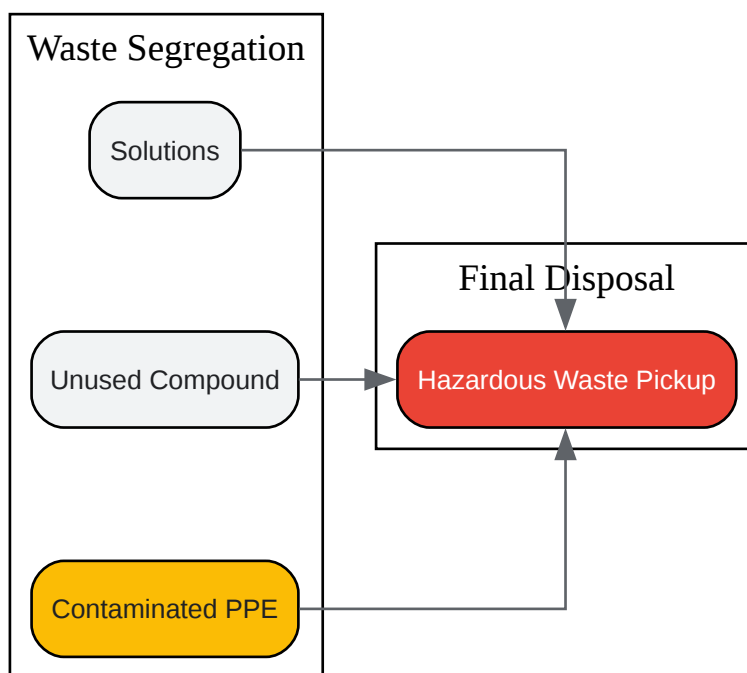 Waste Segregation
Solutions
Final Disposal
Unused Compound
Hazardous Waste Pickup
Contaminated PPE